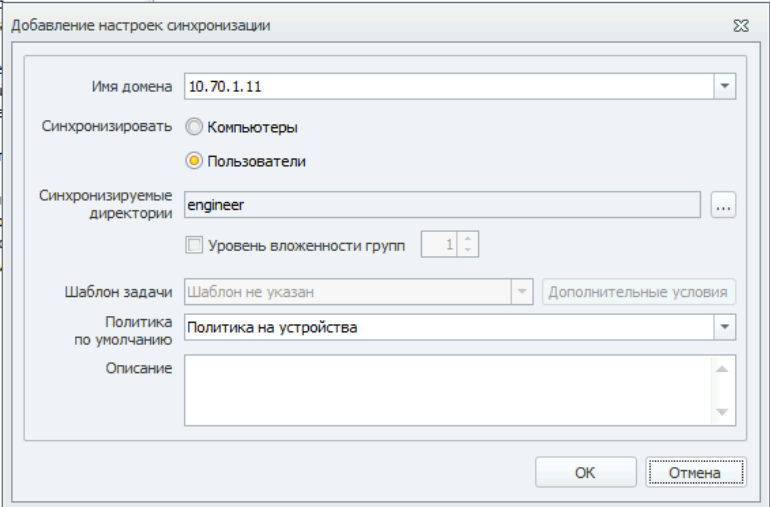 Добавление настроек синхронизации
Имя домена 10.70.1.11
Синхронизировать Компьютеры
Пользователи
Синхронизируемые
директории engineer ...
Уровень вложенности групп 1
Шаблон задачи Шаблон не указан Дополнительные условия
Политика
по умолчанию Политика на устройства
Описание
ОК Отмена